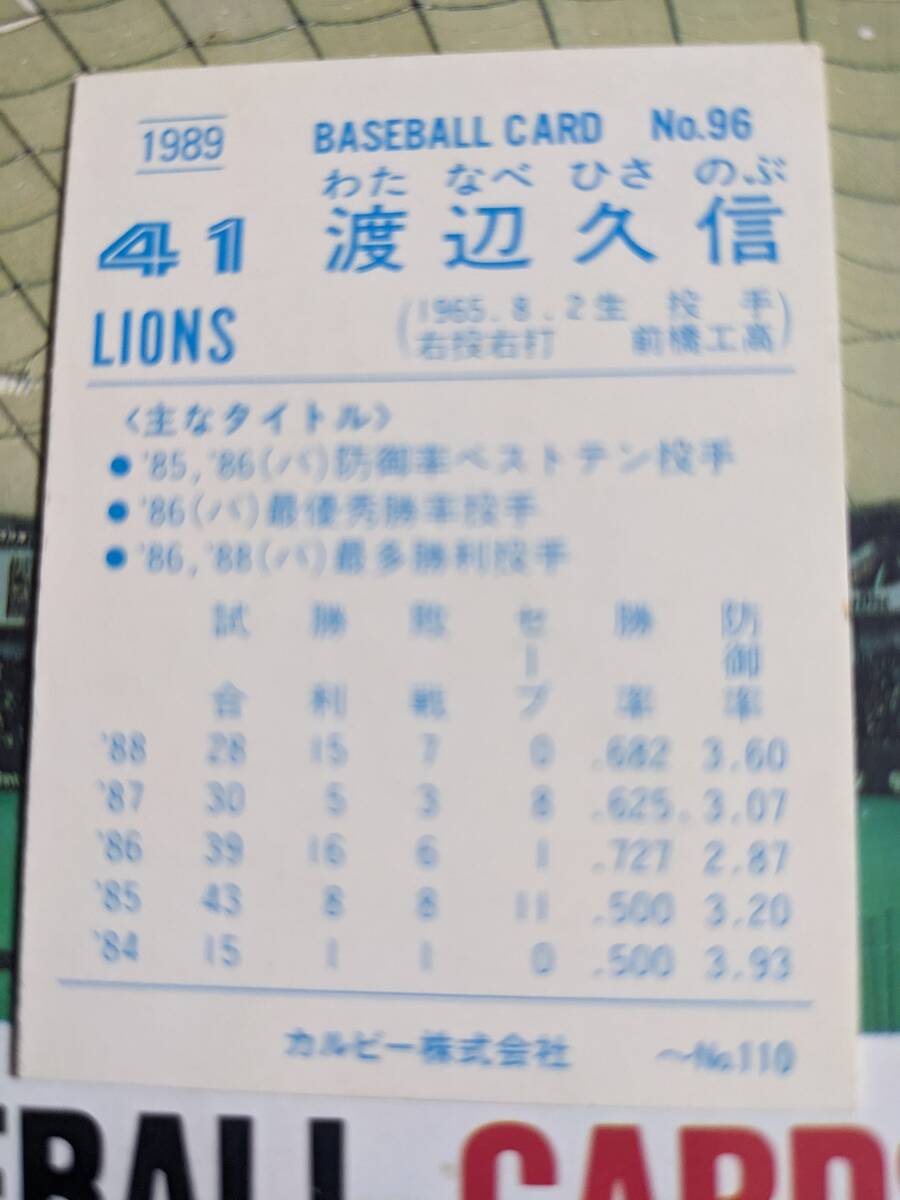 1989 BASEBALL CARD No.96
わた なべ ひさ のぶ
41 渡辺久信
LIONS
(1965.8.2生 投手
右投右打 前橋工高)
〈主なタイトル〉
●'85,'86(パ)防御率ベストテン投手
●'86(パ)最優秀勝率投手
●'86,'88(パ)最多勝利投手
試合 勝利 敗戦 セーブ 勝率 防御率
'88 28 15 7 0 .682 3.60
'87 30 5 3 8 .625 3.07
'86 39 16 6 1 .727 2.87
'85 43 8 8 11 .500 3.20
'84 15 1 1 0 .500 3.93
カルビー株式会社 〜No.110
EBALL CARDS